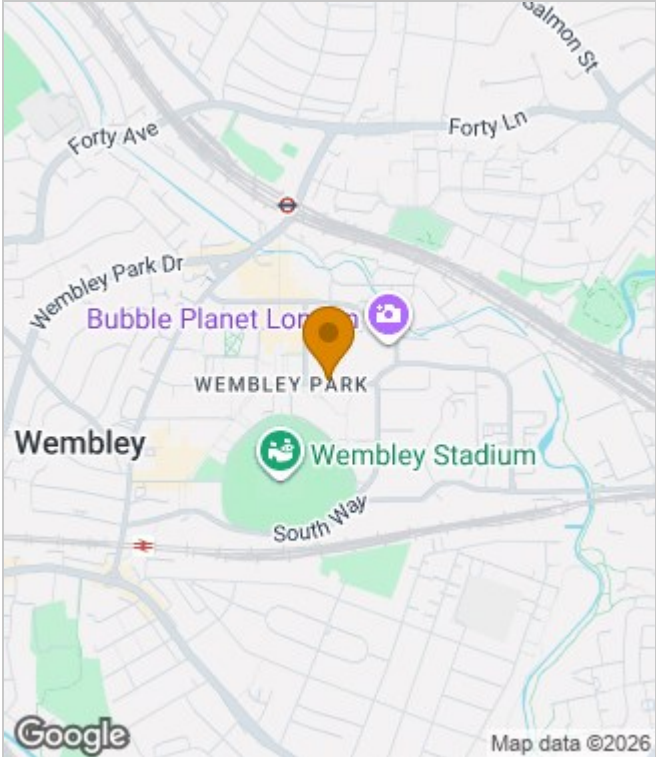 Salmon St
Forty Ave
Forty Ln
Wembley Park Dr
Bubble Planet London
WEMBLEY PARK
Wembley
Wembley Stadium
South Way
Google
Map data ©2026